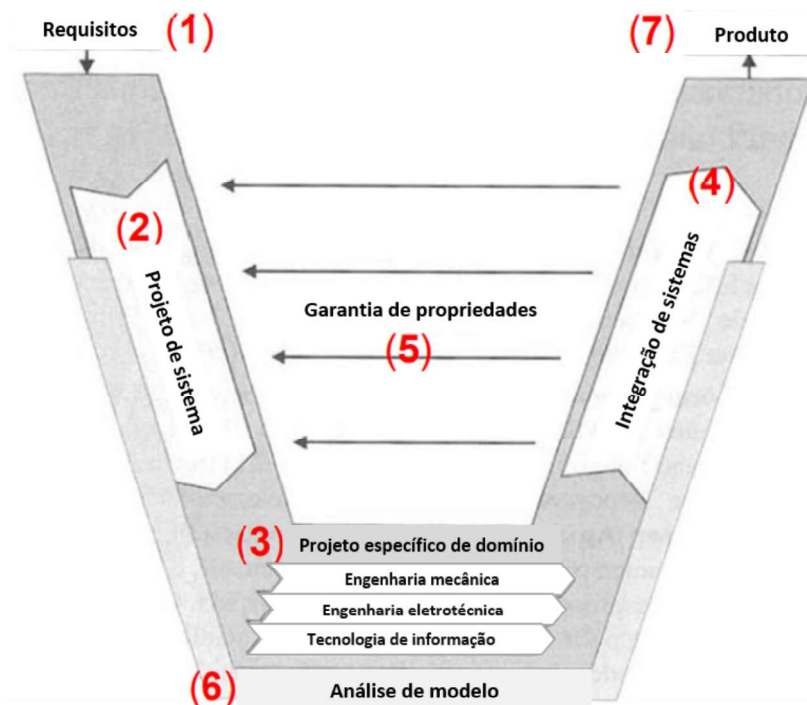 Requisitos (1)
(7) Produto
(2)
Projeto de sistema
(4)
Integração de sistemas
Garantia de propriedades
(5)
(3) Projeto específico de domínio
Engenharia mecânica
Engenharia eletrotécnica
Tecnologia de informação
(6) Análise de modelo